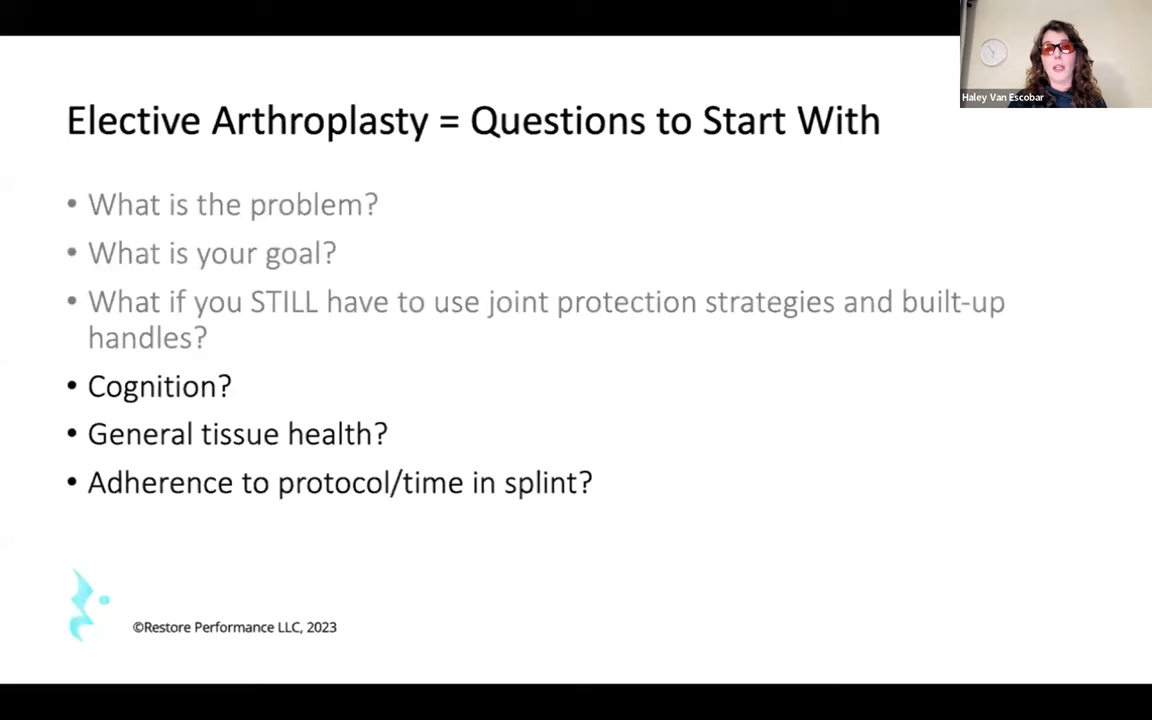 Haley Van Escobar
Elective Arthroplasty = Questions to Start With
• What is the problem?
• What is your goal?
• What if you STILL have to use joint protection strategies and built-up
handles?
• Cognition?
• General tissue health?
• Adherence to protocol/time in splint?
©Restore Performance LLC, 2023